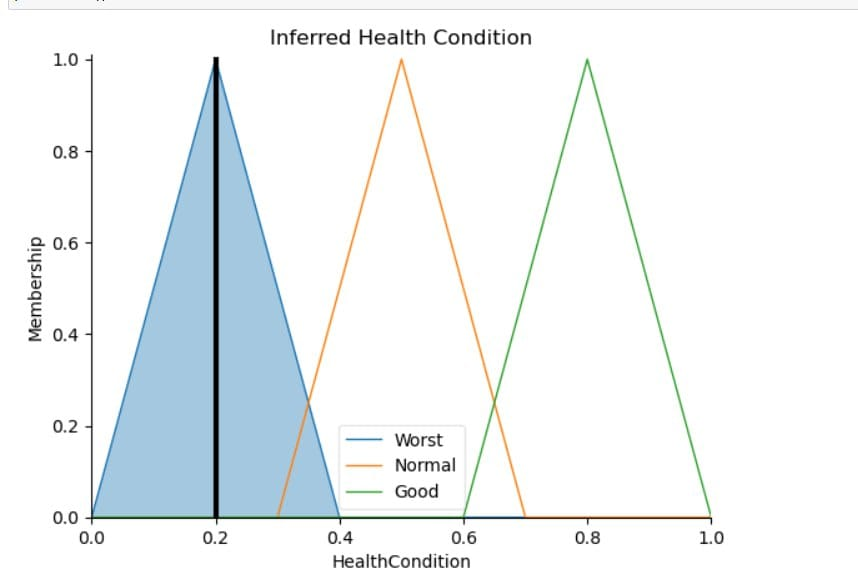 Inferred Health Condition
1.0
0.8
0.6
0.4
0.2
0.0
Membership
Worst
Normal
Good
0.0 0.2 0.4 0.6 0.8 1.0
HealthCondition